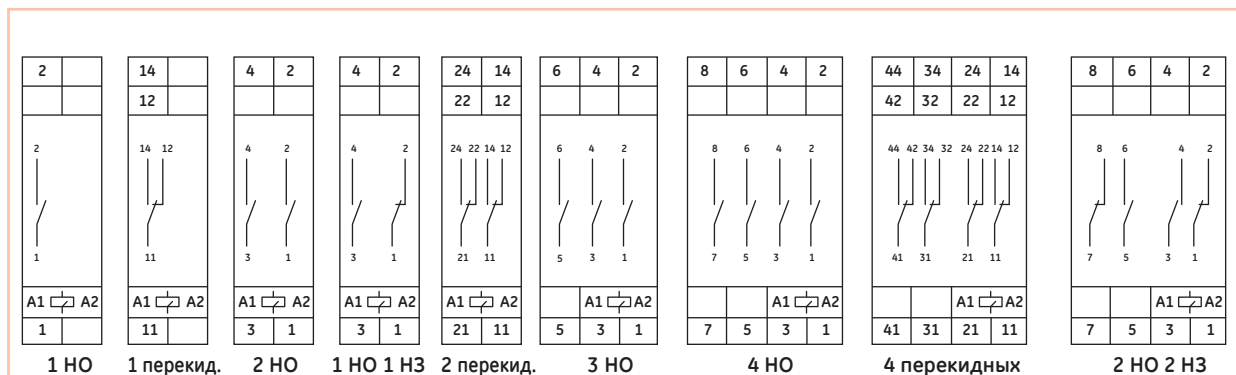 2 14 4 2 4 2 24 14 6 4 2 8 6 4 2 44 34 24 14 8 6 4 2
12 22 12 42 32 22 12
2 14 12 4 2 4 2 24 22 14 12 6 4 2 8 6 4 2 44 42 34 32 24 22 14 12 8 6 4 2
1 11 3 1 3 1 21 11 5 3 1 7 5 3 1 41 31 21 11 7 5 3 1
A1 A2 A1 A2 A1 A2 A1 A2 A1 A2 A1 A2 A1 A2 A1 A2 A1 A2
1 11 3 1 3 1 21 11 5 3 1 7 5 3 1 41 31 21 11 7 5 3 1
1 НО 1 перекид. 2 НО 1 НО 1 НЗ 2 перекид. 3 НО 4 НО 4 перекидных 2 НО 2 НЗ